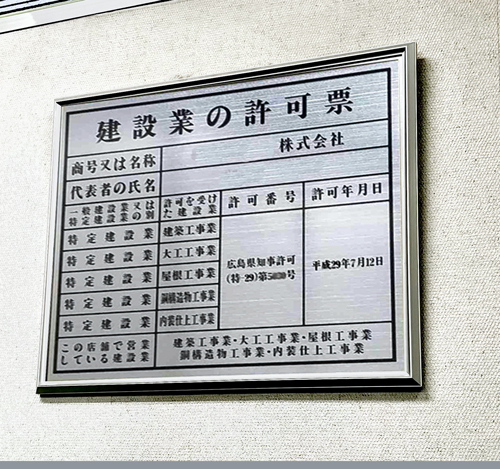 建設業の許可票
商号又は名称 株式会社
代表者の氏名
一般建設業又は特定建設業の別 許可を受けた建設業 許可番号 許可年月日
特定建設業 建築工事業 広島県知事許可 平成29年7月12日
特定建設業 大工工事業 (特-29)第号
特定建設業 屋根工事業
特定建設業 鋼構造物工事業
特定建設業 内装仕上工事業
この店舗で営業している建設業 建築工事業・大工工事業・屋根工事業
鋼構造物工事業・内装仕上工事業